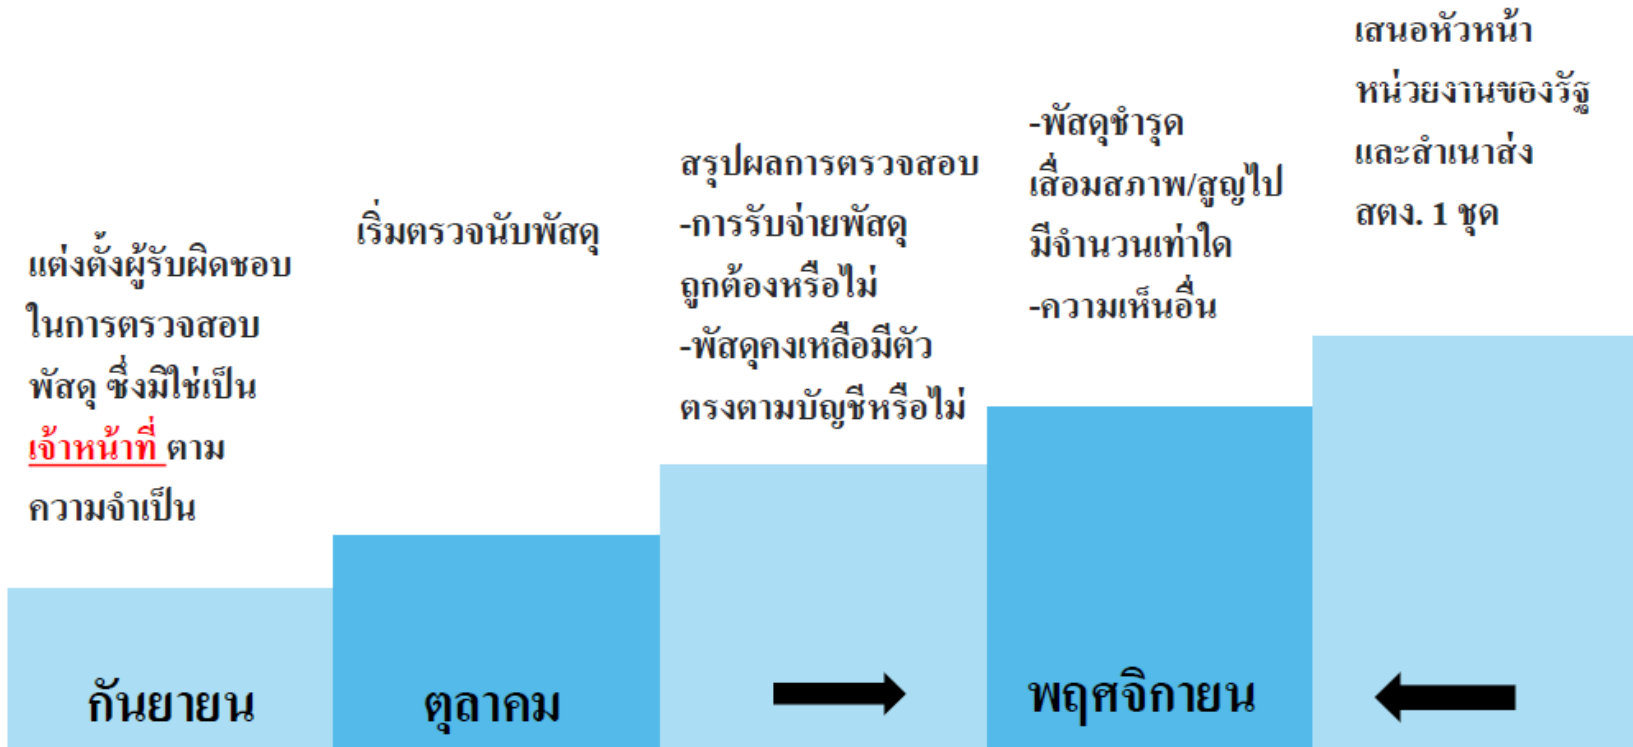 แต่งตั้งผู้รับผิดชอบ
ในการตรวจสอบ
พัสดุ ซึ่งมิใช่เป็น
เจ้าหน้าที่ ตาม
ความจำเป็น
กันยายน
เริ่มตรวจนับพัสดุ
ตุลาคม
สรุปผลการตรวจสอบ
-การรับจ่ายพัสดุ
ถูกต้องหรือไม่
-พัสดุคงเหลือมีตัว
ตรงตามบัญชีหรือไม่
-พัสดุชำรุด
เสื่อมสภาพ/สูญไป
มีจำนวนเท่าใด
-ความเห็นอื่น
พฤศจิกายน
เสนอหัวหน้า
หน่วยงานของรัฐ
และสำเนาส่ง
สตง. 1 ชุด